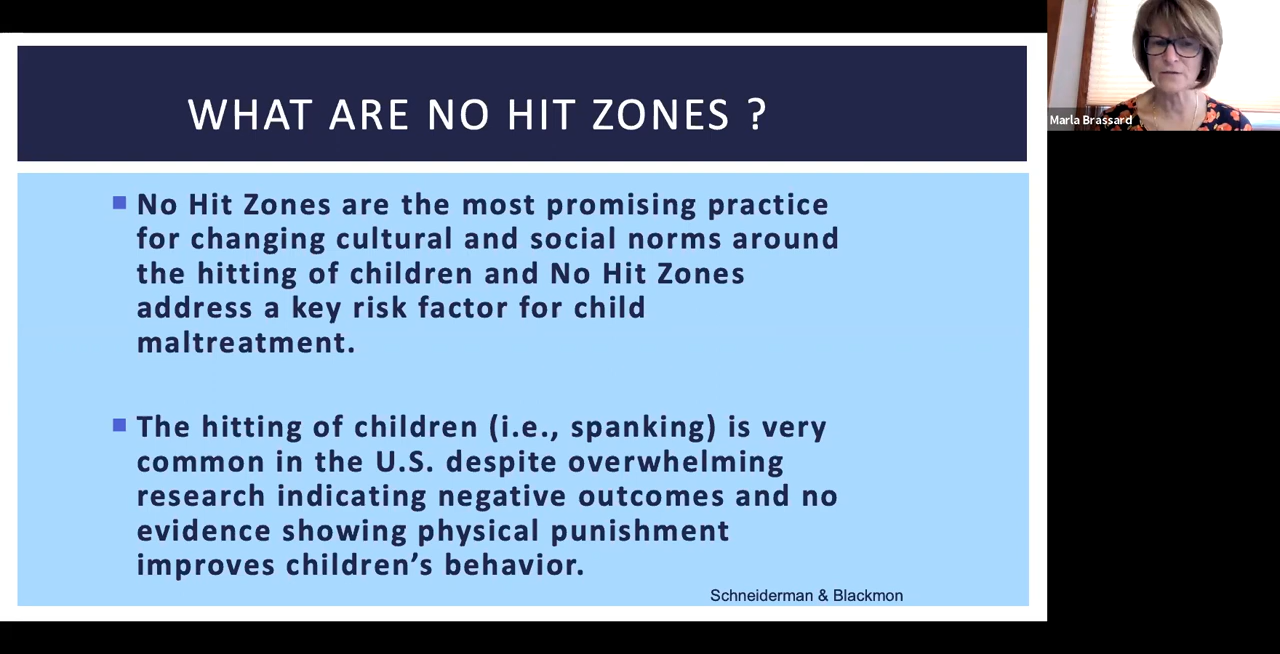 WHAT ARE NO HIT ZONES ?
Marla Brassard
No Hit Zones are the most promising practice
for changing cultural and social norms around
the hitting of children and No Hit Zones
address a key risk factor for child
maltreatment.
The hitting of children (i.e., spanking) is very
common in the U.S. despite overwhelming
research indicating negative outcomes and no
evidence showing physical punishment
improves children’s behavior.
Schneiderman & Blackmon